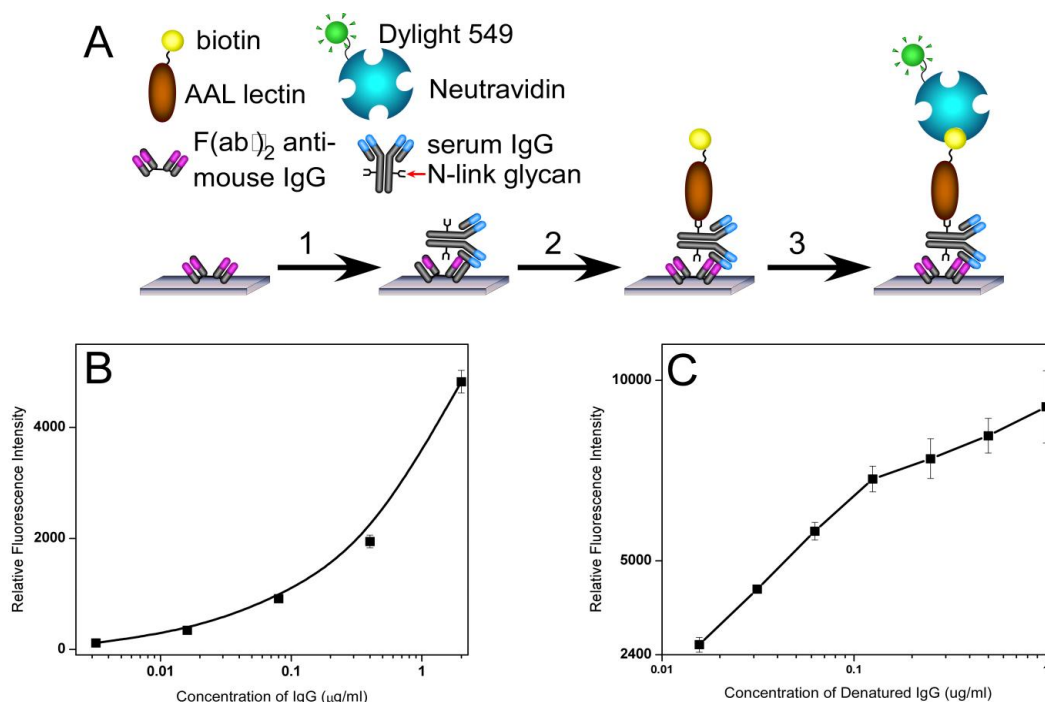 A
biotin
AAL lectin
F(ab▯)₂ anti-
mouse IgG
Dylight 549
Neutravidin
serum IgG
N-link glycan
1
2
3
B
Relative Fluorescence Intensity
4000
2000
0
0.01
0.1
1
Concentration of IgG (µg/ml)
C
Relative Fluorescence Intensity
10000
5000
2400
0.01
0.1
1
Concentration of Denatured IgG (ug/ml)